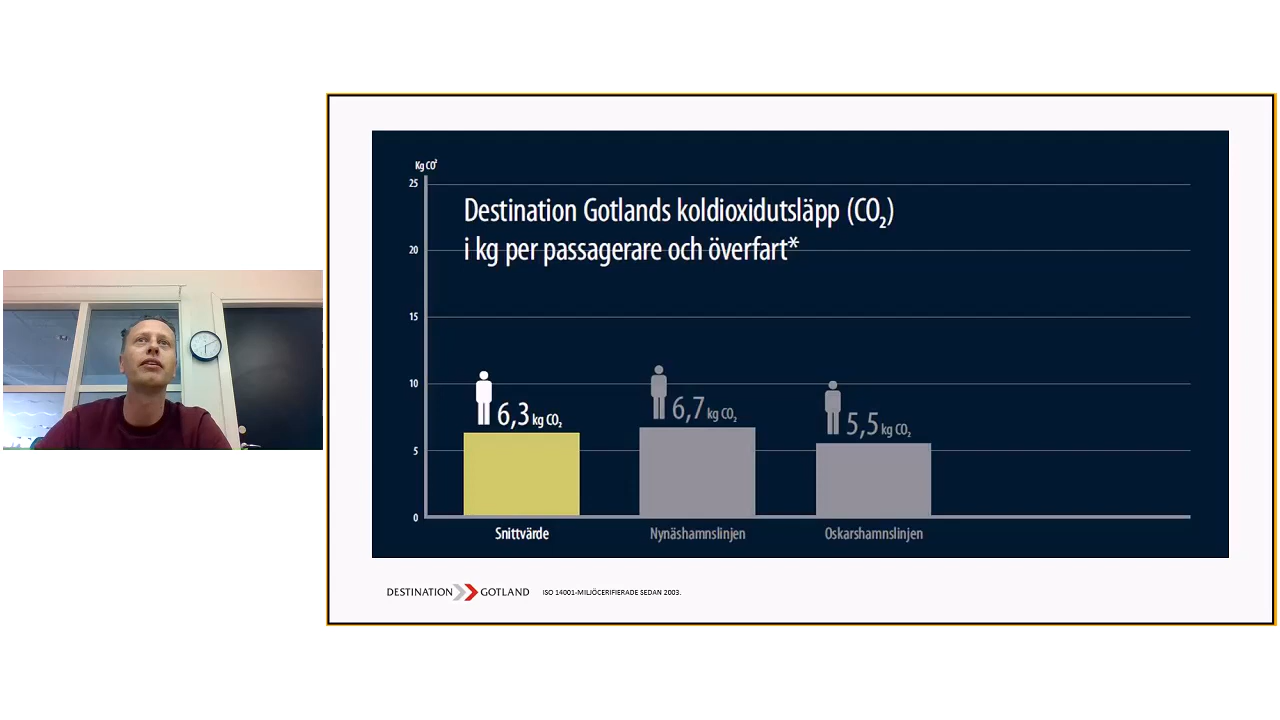 Kg CO²
25
Destination Gotlands koldioxidutsläpp (CO₂)
i kg per passagerare och överfart*
20
15
10
5
0
6,3 kg CO₂
6,7 kg CO₂
5,5 kg CO₂
Snittvärde
Nynäshamnslinjen
Oskarshamnslinjen
DESTINATION GOTLAND
ISO 14001-MILJÖCERIFIERADE SEDAN 2003.